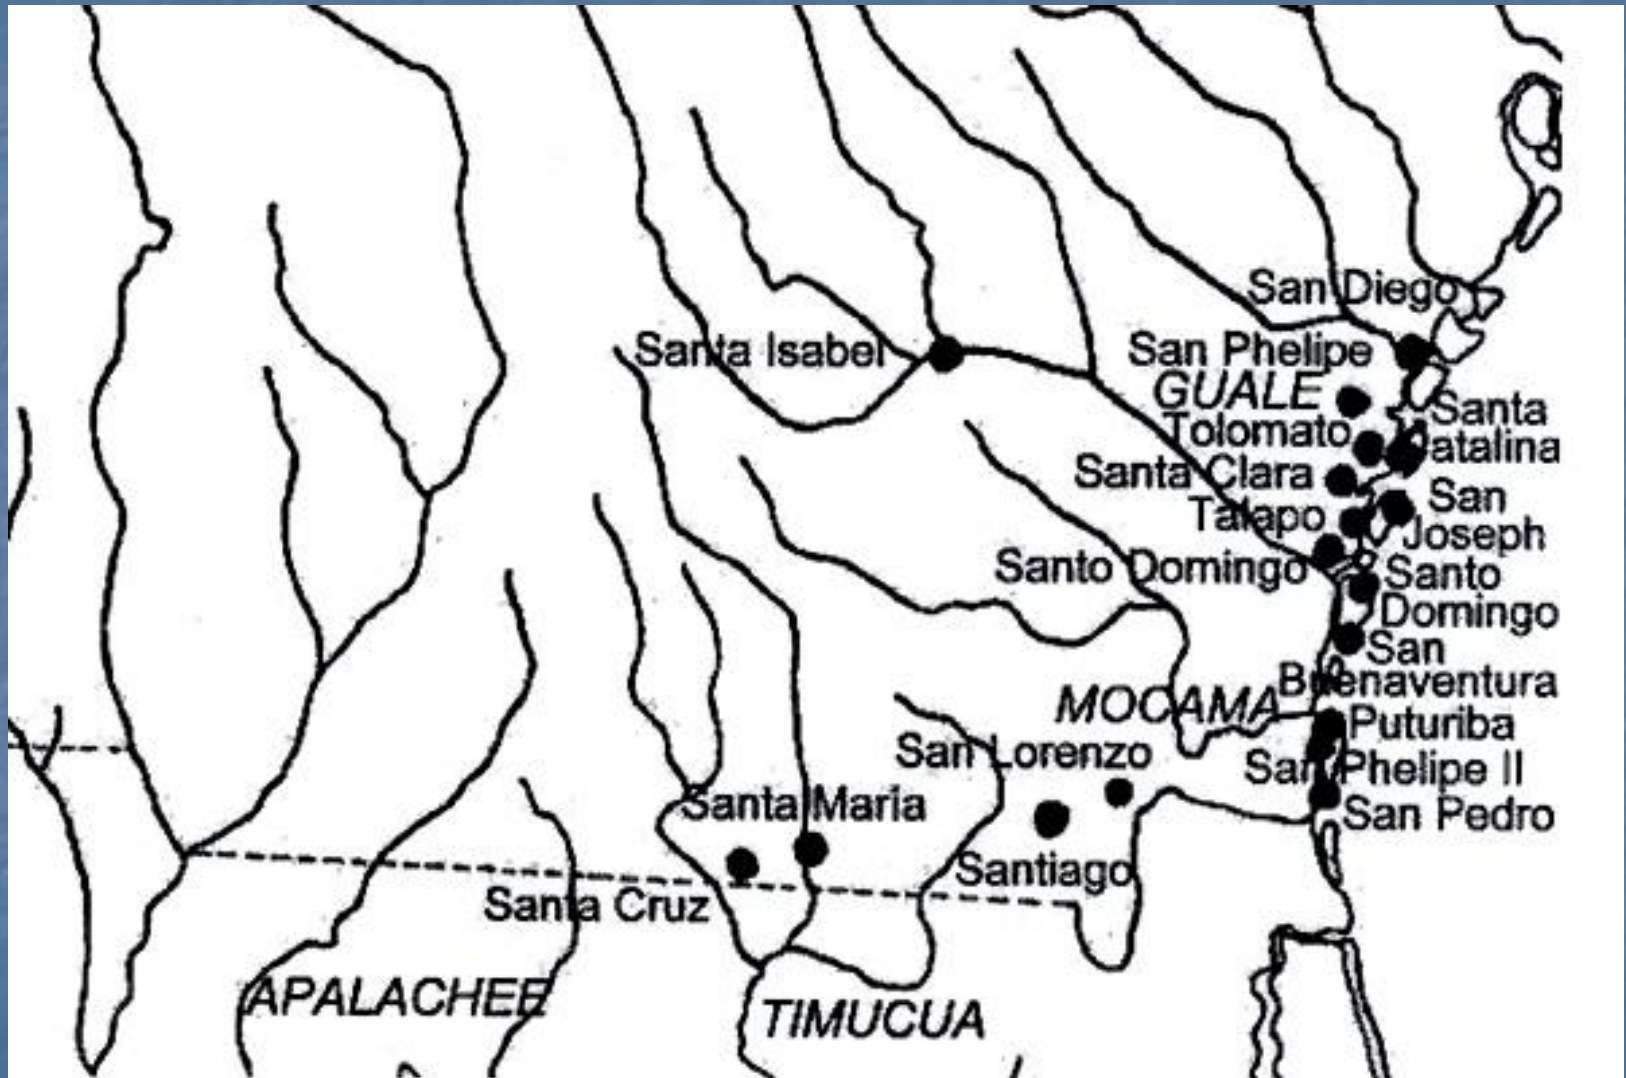 San Diego
Santa Isabel
San Phelipe
GUALE
Santa
Catalina
Tolomato
Santa Clara
San
Joseph
Talapo
Santo Domingo
Santo
Domingo
San
Buenaventura
MOCAMA
Puturiba
San Lorenzo
San Phelipe II
Santa Maria
San Pedro
Santiago
Santa Cruz
APALACHEE
TIMUCUA